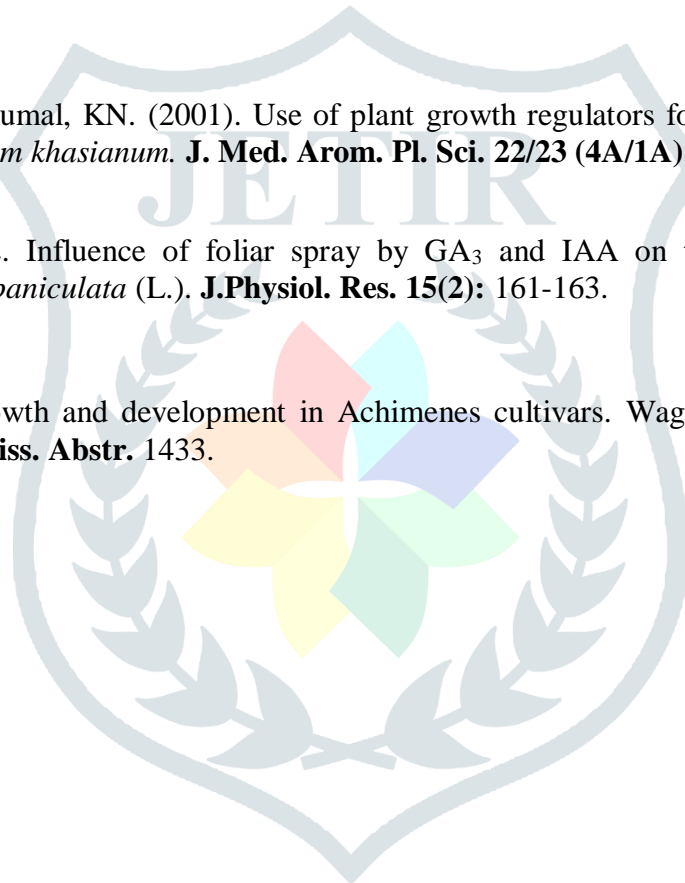 umal, KN. (2001). Use of plant growth regulators fo
m khasianum. J. Med. Arom. Pl. Sci. 22/23 (4A/1A)
JETIR
. Influence of foliar spray by GA₃ and IAA on
paniculata (L.). J.Physiol. Res. 15(2): 161-163.
owth and development in Achimenes cultivars. Wag
iss. Abstr. 1433.